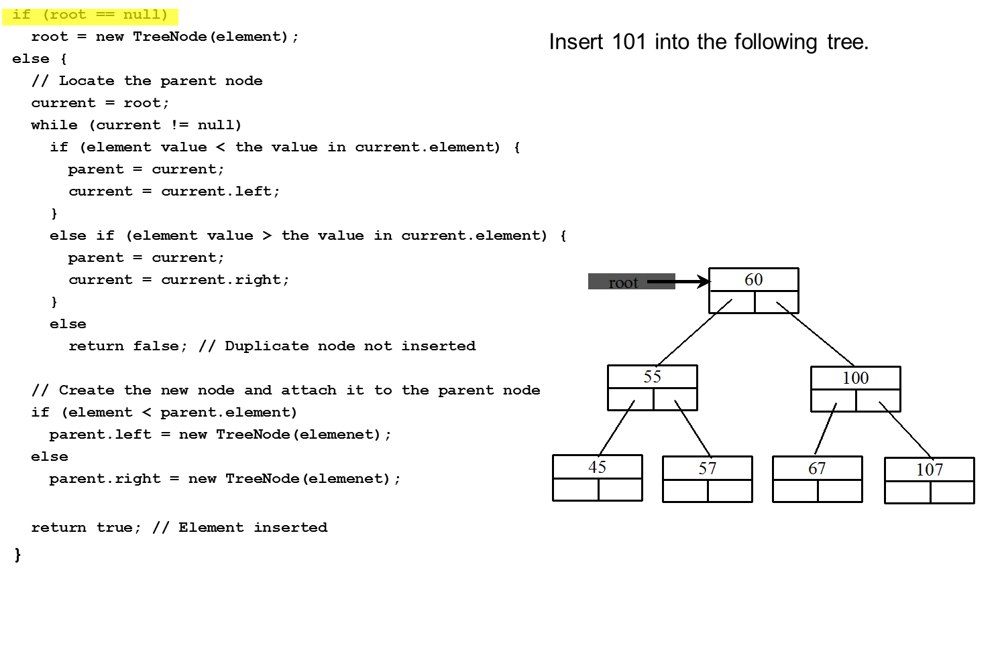 if (root == null)
root = new TreeNode(element);
else {
// Locate the parent node
current = root;
while (current != null)
if (element value < the value in current.element) {
parent = current;
current = current.left;
}
else if (element value > the value in current.element) {
parent = current;
current = current.right;
}
else
return false; // Duplicate node not inserted
// Create the new node and attach it to the parent node
if (element < parent.element)
parent.left = new TreeNode(elemenet);
else
parent.right = new TreeNode(elemenet);
return true; // Element inserted
}
Insert 101 into the following tree.
root
60
55
100
45
57
67
107